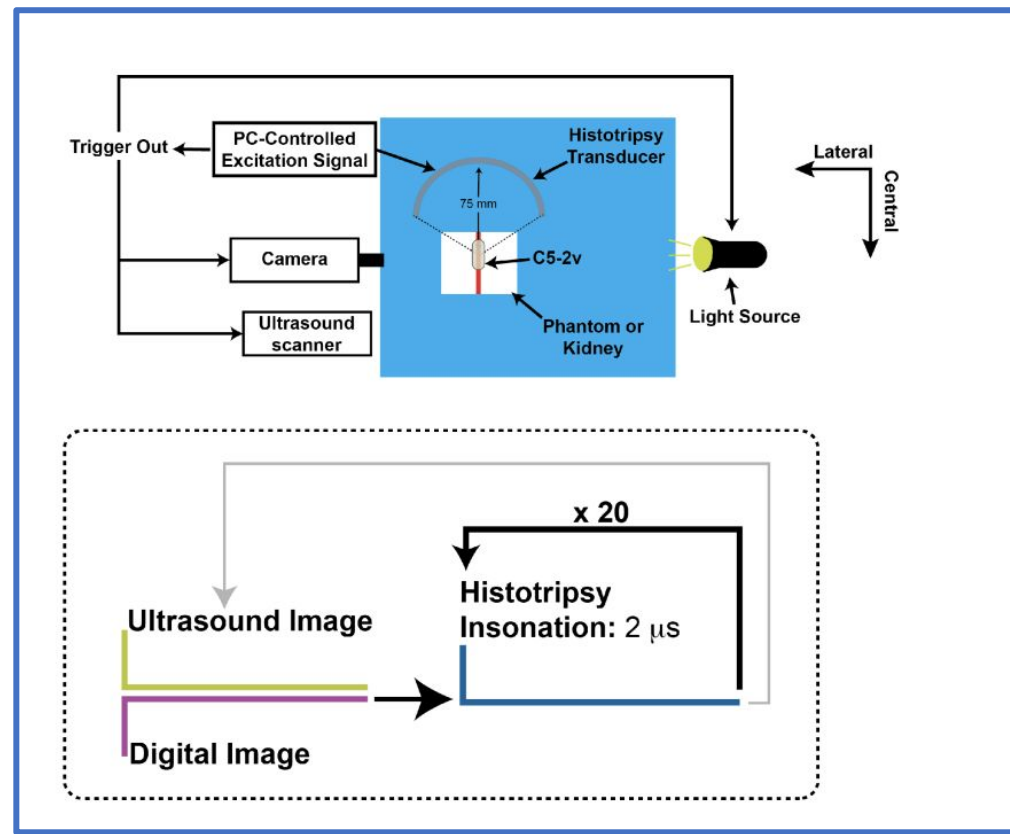 PC-Controlled
Excitation Signal
Trigger Out
Histotripsy
Transducer
75 mm
Lateral
Central
Camera
C5-2v
Light Source
Ultrasound
scanner
Phantom or
Kidney
x 20
Histotripsy
Insonation: 2 μs
Ultrasound Image
Digital Image